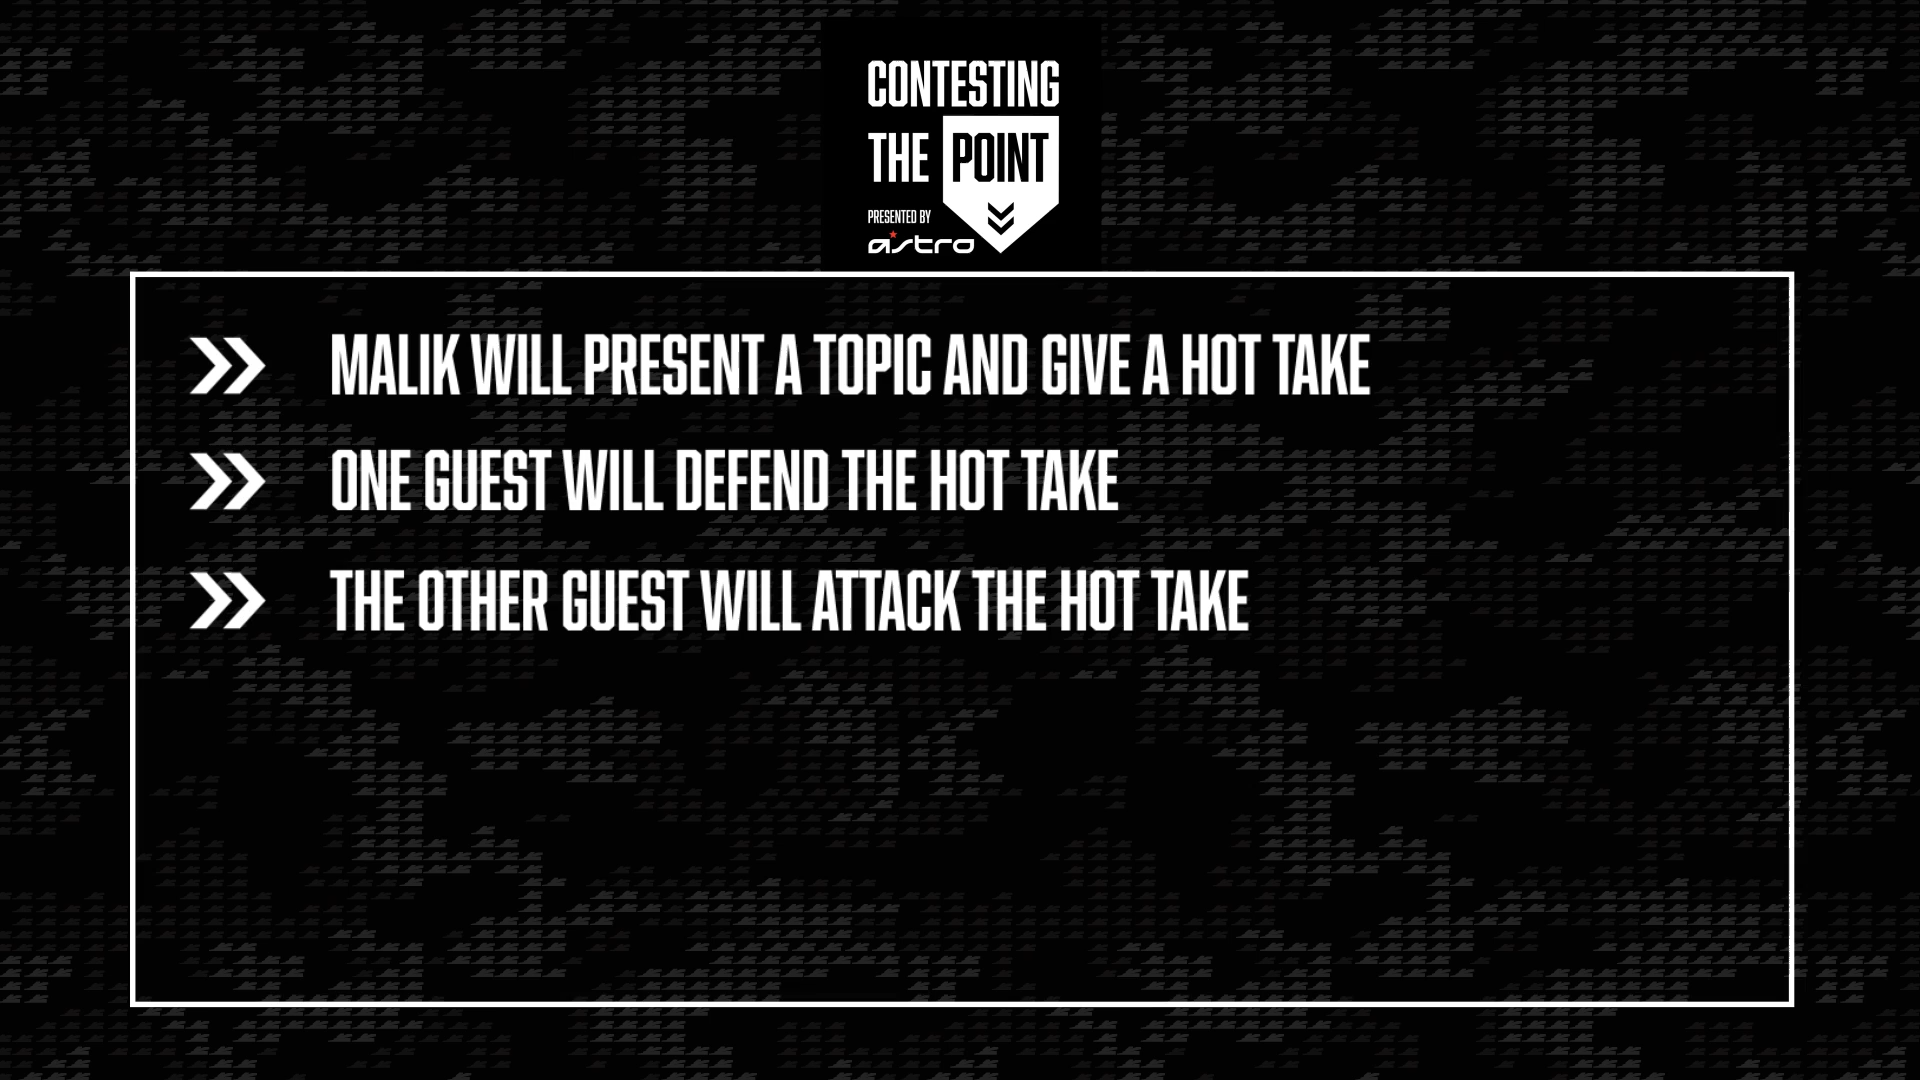 CONTESTING
THE POINT
PRESENTED BY
astro
MALIK WILL PRESENT A TOPIC AND GIVE A HOT TAKE
ONE GUEST WILL DEFEND THE HOT TAKE
THE OTHER GUEST WILL ATTACK THE HOT TAKE